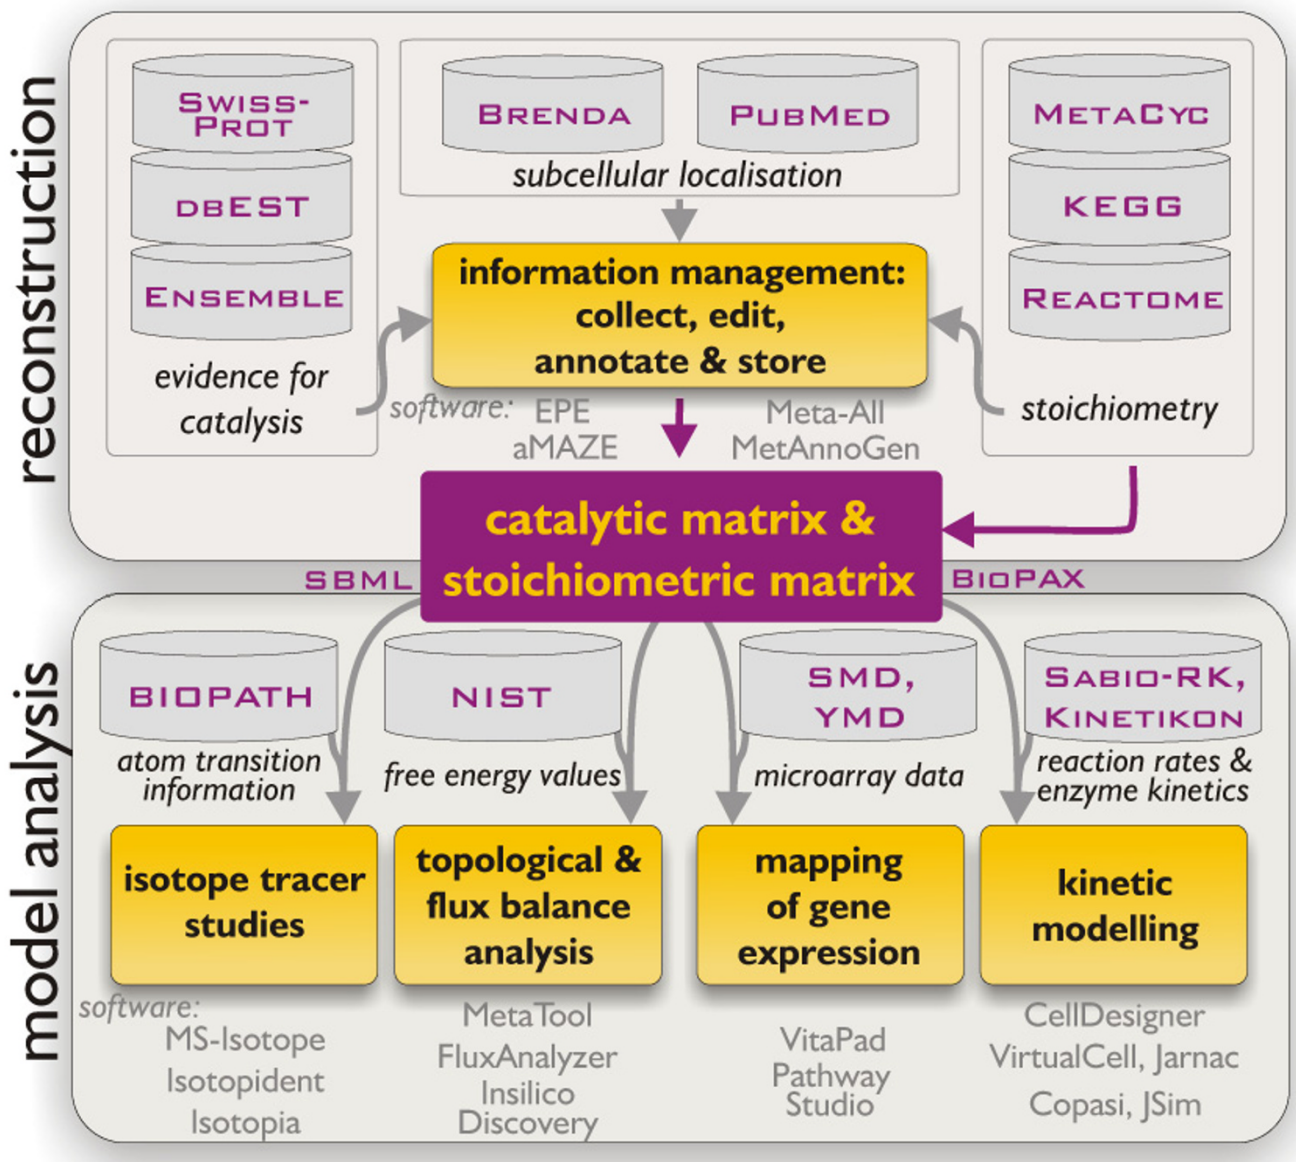 reconstruction
SWISS-
PROT
DBEST
ENSEMBLE
evidence for
catalysis
BRENDA
PUBMED
subcellular localisation
METACYC
KEGG
REACTOME
stoichiometry
information management:
collect, edit,
annotate & store
software:
EPE
aMAZE
Meta-All
MetAnnoGen
catalytic matrix &
stoichiometric matrix
SBML
BIOPAX
model analysis
BIOPATH
atom transition
information
NIST
free energy values
SMD,
YMD
microarray data
SABIO-RK,
KINETIKON
reaction rates &
enzyme kinetics
isotope tracer
studies
topological &
flux balance
analysis
mapping
of gene
expression
kinetic
modelling
software:
MS-Isotope
Isotopident
Isotopia
MetaTool
FluxAnalyzer
Insilico
Discovery
VitaPad
Pathway
Studio
CellDesigner
VirtualCell, Jarnac
Copasi, JSim